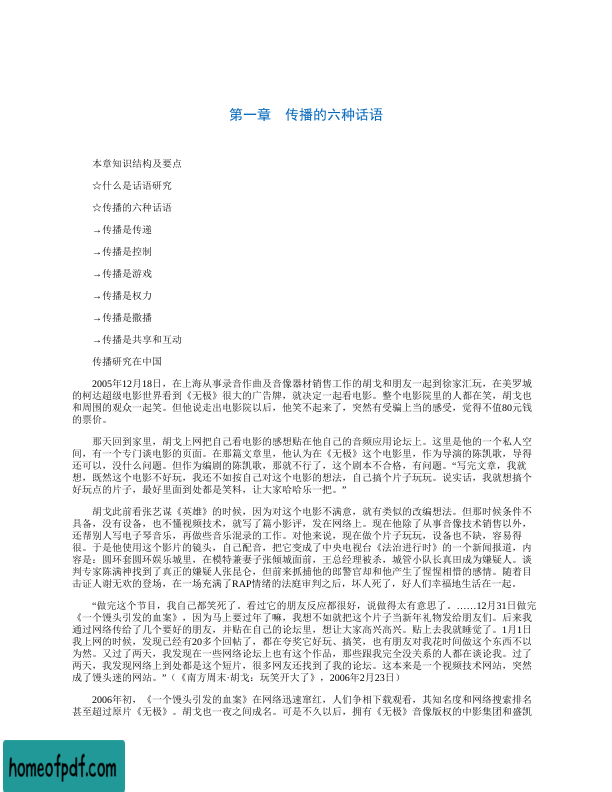 第一章　传播的六种话语
本章知识结构及要点
☆什么是话语研究
☆传播的六种话语
→传播是传递
→传播是控制
→传播是游戏
→传播是权力
→传播是撒播
→传播是共享和互动
传播研究在中国
2005年12月18日，在上海从事录音作曲及音像器材销售工作的胡戈和朋友一起到徐家汇玩，在美罗城
的柯达超级电影世界看到《无极》很大的广告牌，就决定一起看电影。整个电影院里的人都在笑，胡戈也
和周围的观众一起笑。但他说走出电影院以后，他笑不起来了，突然有受骗上当的感受，觉得不值80元钱
的票价。
那天回到家里，胡戈上网把自己看电影的感想贴在他自己的音频应用论坛上。这里是他的一个私人空
间，有一个专门谈电影的页面。在那篇文章里，他认为在《无极》这个电影里，作为导演的陈凯歌，导得
还可以，没什么问题。但作为编剧的陈凯歌，那就不行了，这个剧本不合格，有问题。“写完文章，我就
想，既然这个电影不好玩，我还不如按自己对这个电影的想法，自己搞个片子玩玩。说实话，我就想搞个
好玩点的片子，最好里面到处都是笑料，让大家哈哈乐一把。”
胡戈此前看张艺谋《英雄》的时候，因为对这个电影不满意，就有类似的改编想法。但那时候条件不
具备，没有设备，也不懂视频技术，就写了篇小影评，发在网络上。现在他除了从事音像技术销售以外，
还帮别人写电子琴音乐，再做些音乐混录的工作。对他来说，现在做个片子玩玩，设备也不缺，容易得
很。于是他使用这个影片的镜头，自己配音，把它变成了中央电视台《法治进行时》的一个新闻报道，内
容是：圆环套圆环娱乐城里，在模特兼妻子张倾城面前，王总经理被杀，城管小队长真田成为嫌疑人。谈
判专家陈满神找到了真正的嫌疑人张昆仑，但前来抓捕他的郎警官却和他产生了惺惺相惜的感情。随着目
击证人谢无欢的登场，在一场充满了RAP情绪的法庭审判之后，坏人死了，好人们幸福地生活在一起。
“做完这个节目，我自己都笑死了。看过它的朋友反应都很好，说做得太有意思了。……12月31日做完
《一个馒头引发的血案》，因为马上要过年了嘛，我想不如就把这个片子当新年礼物发给朋友们。后来我
通过网络传给了几个要好的朋友，并贴在自己的论坛里，想让大家高兴高兴。贴上去我就睡觉了。1月1日
我上网的时候，发现已经有20多个回帖了，都在夸奖它好玩、搞笑，也有朋友对我花时间做这个东西不以
为然。又过了两天，我发现在一些网络论坛上也有这个作品，那些跟我完全没关系的人都在谈论我。过了
两天，我发现网络上到处都是这个短片，很多网友还找到了我的论坛。这本来是一个视频技术网站，突然
成了馒头迷的网站。”（《南方周末·胡戈：玩笑开大了》，2006年2月23日）
2006年初，《一个馒头引发的血案》在网络迅速窜红，人们争相下载观看，其知名度和网络搜索排名
甚至超过原片《无极》。胡戈也一夜之间成名。可是不久以后，拥有《无极》音像版权的中影集团和盛凯
homeofpdf.com